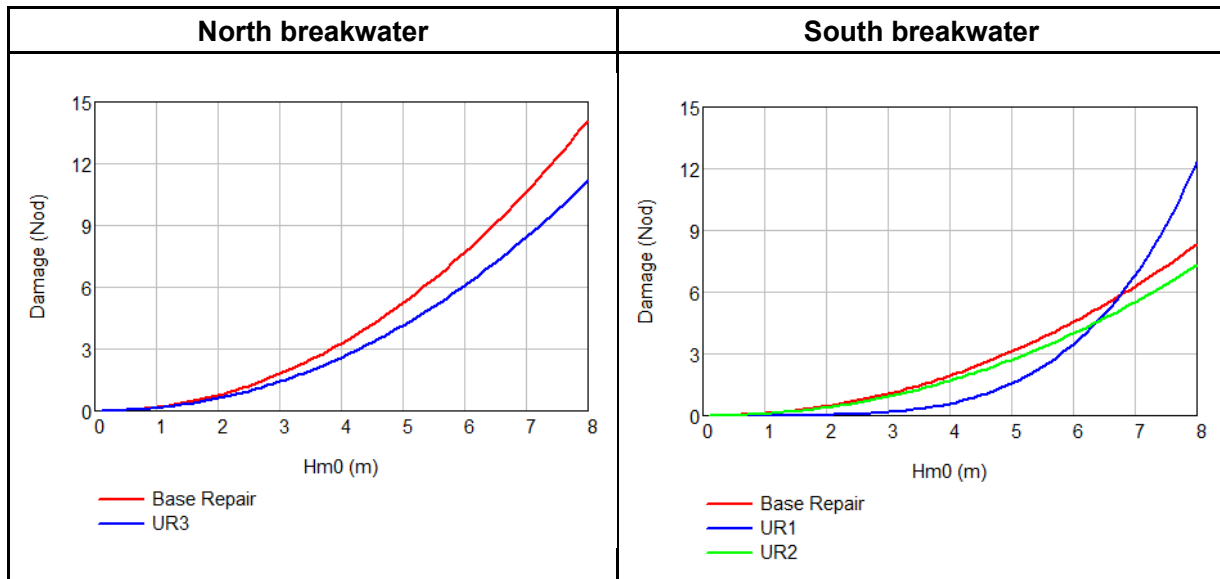 North breakwater
South breakwater
15
12
9
6
3
0
Damage (Nod)
0 1 2 3 4 5 6 7 8
Hm0 (m)
Base Repair
UR3
15
12
9
6
3
0
Damage (Nod)
0 1 2 3 4 5 6 7 8
Hm0 (m)
Base Repair
UR1
UR2